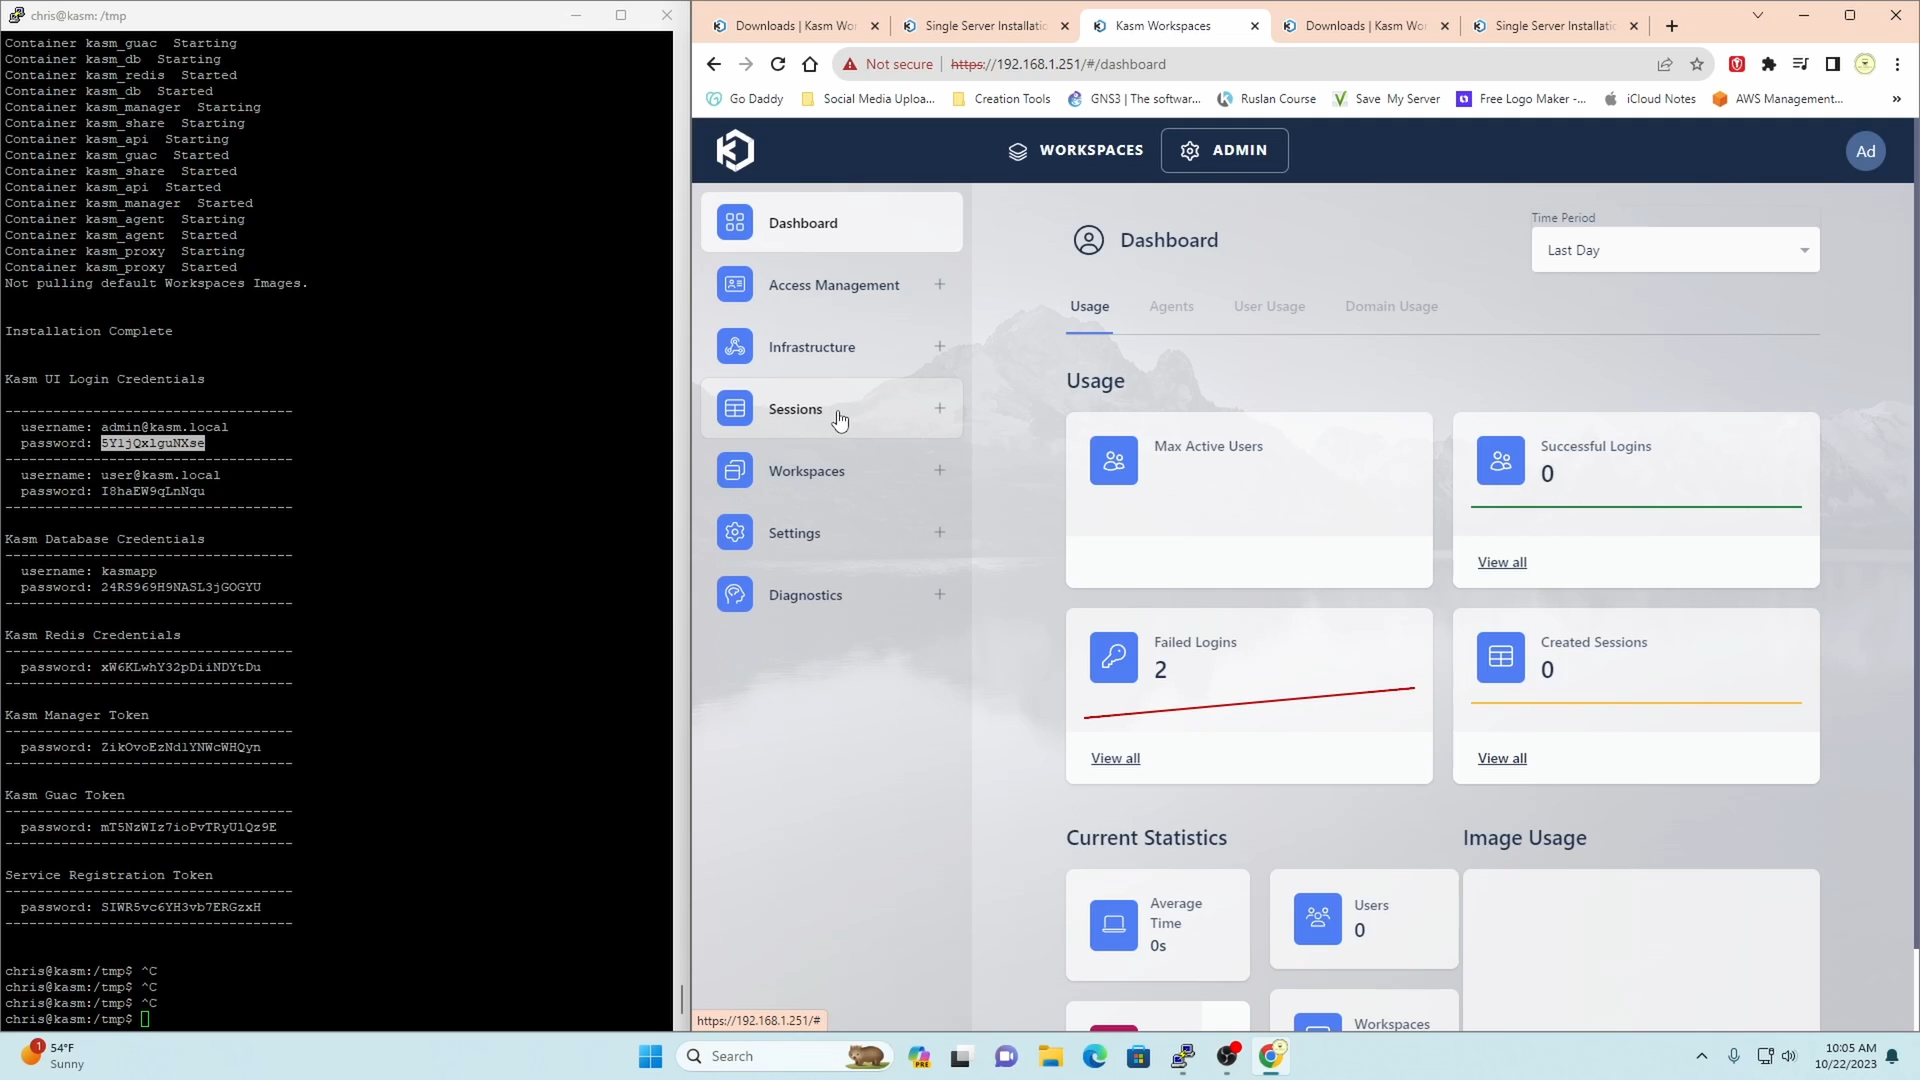 chris@kasm: /tmp
Container kasm_guac  Starting
Container kasm_db  Starting
Container kasm_redis  Started
Container kasm_db  Started
Container kasm_manager  Starting
Container kasm_share  Starting
Container kasm_api  Starting
Container kasm_guac  Started
Container kasm_share  Started
Container kasm_api  Started
Container kasm_manager  Started
Container kasm_agent  Starting
Container kasm_agent  Started
Container kasm_proxy  Starting
Container kasm_proxy  Started
Not pulling default Workspaces Images.
Installation Complete
Kasm UI Login Credentials
------------------------------------
username: admin@kasm.local
password: 5Y1jQxlguNXse
------------------------------------
username: user@kasm.local
password: I8haEW9qLnNqu
------------------------------------
Kasm Database Credentials
------------------------------------
username: kasmapp
password: 24RS969H9NASL3jGOGYU
------------------------------------
Kasm Redis Credentials
------------------------------------
password: xW6KLwhY32pDiiNDYtDu
------------------------------------
Kasm Manager Token
------------------------------------
password: ZikOvoEzNdlYNWcWHQyn
------------------------------------
Kasm Guac Token
------------------------------------
password: mT5NzWIz7ioPvTRyUlQz9E
------------------------------------
Service Registration Token
------------------------------------
password: SIWR5vc6YH3vb7ERGzxH
------------------------------------
chris@kasm:/tmp$ ^C
chris@kasm:/tmp$ ^C
chris@kasm:/tmp$ ^C
chris@kasm:/tmp$
Downloads | Kasm Wor
Single Server Installatio
Kasm Workspaces
Downloads | Kasm Wor
Single Server Installatio
Not secure | https://192.168.1.251/#/dashboard
Go Daddy
Social Media Uploa...
Creation Tools
GNS3 | The softwar...
Ruslan Course
Save My Server
Free Logo Maker -...
iCloud Notes
AWS Management...
»
WORKSPACES
ADMIN
Ad
Dashboard
Access Management
Infrastructure
Sessions
Workspaces
Settings
Diagnostics
Dashboard
Time Period
Last Day
Usage
Agents
User Usage
Domain Usage
Usage
Max Active Users
Successful Logins
0
View all
Failed Logins
2
View all
Created Sessions
0
View all
Current Statistics
Image Usage
Average
Time
0s
Users
0
Workspaces
https://192.168.1.251/#
1
54°F
Sunny
Search
PRE
10:05 AM
10/22/2023